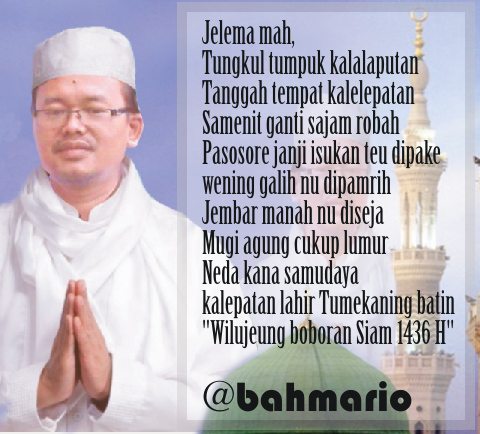 Jelema mah,
Tungkul tumpuk kalalaputan
Tanggah tempat kalelepatan
Samenit ganti sajam robah
Pasosore janji isukan teu dipake
wening galih nu dipamrih
Jembar manah nu diseja
Mugi agung cukup lumur
Neda kana samudaya
kalepatan lahir Tumekaning batin
"Wilujeung boboran Siam 1436 H"
@bahmario